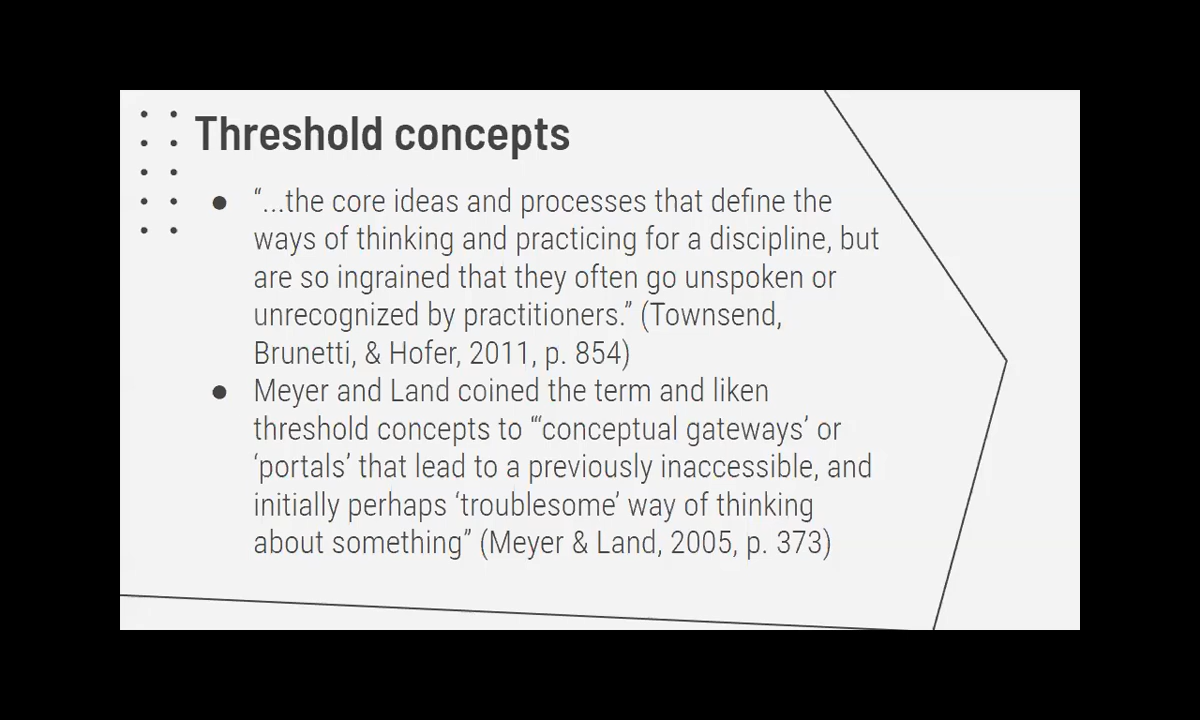 Threshold concepts
● “...the core ideas and processes that define the
ways of thinking and practicing for a discipline, but
are so ingrained that they often go unspoken or
unrecognized by practitioners.” (Townsend,
Brunetti, & Hofer, 2011, p. 854)
● Meyer and Land coined the term and liken
threshold concepts to “‘conceptual gateways’ or
‘portals’ that lead to a previously inaccessible, and
initially perhaps ‘troublesome’ way of thinking
about something” (Meyer & Land, 2005, p. 373)